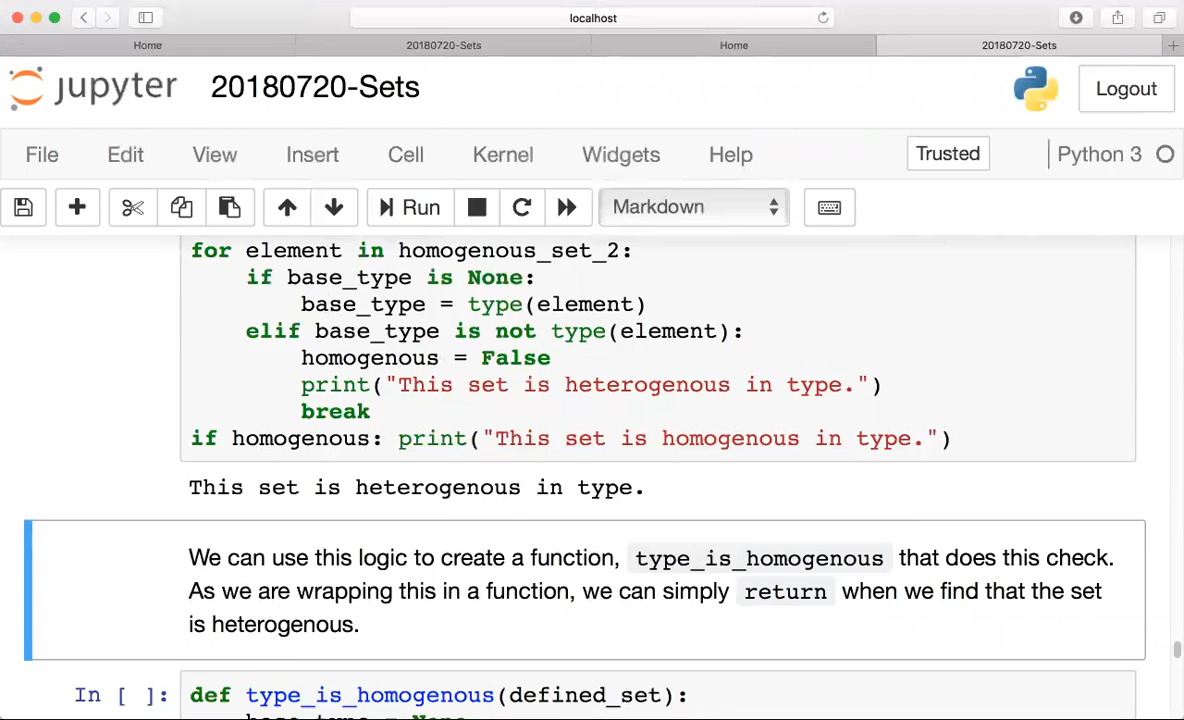 localhost
Home 20180720-Sets Home 20180720-Sets
jupyter 20180720-Sets Logout
File Edit View Insert Cell Kernel Widgets Help Trusted Python 3
Run Markdown
for element in homogenous_set_2:
    if base_type is None:
        base_type = type(element)
    elif base_type is not type(element):
        homogenous = False
        print("This set is heterogenous in type.")
        break
if homogenous: print("This set is homogenous in type.")
This set is heterogenous in type.
We can use this logic to create a function, type_is_homogenous that does this check.
As we are wrapping this in a function, we can simply return when we find that the set
is heterogenous.
In [ ]: def type_is_homogenous(defined_set):
    base_type = None